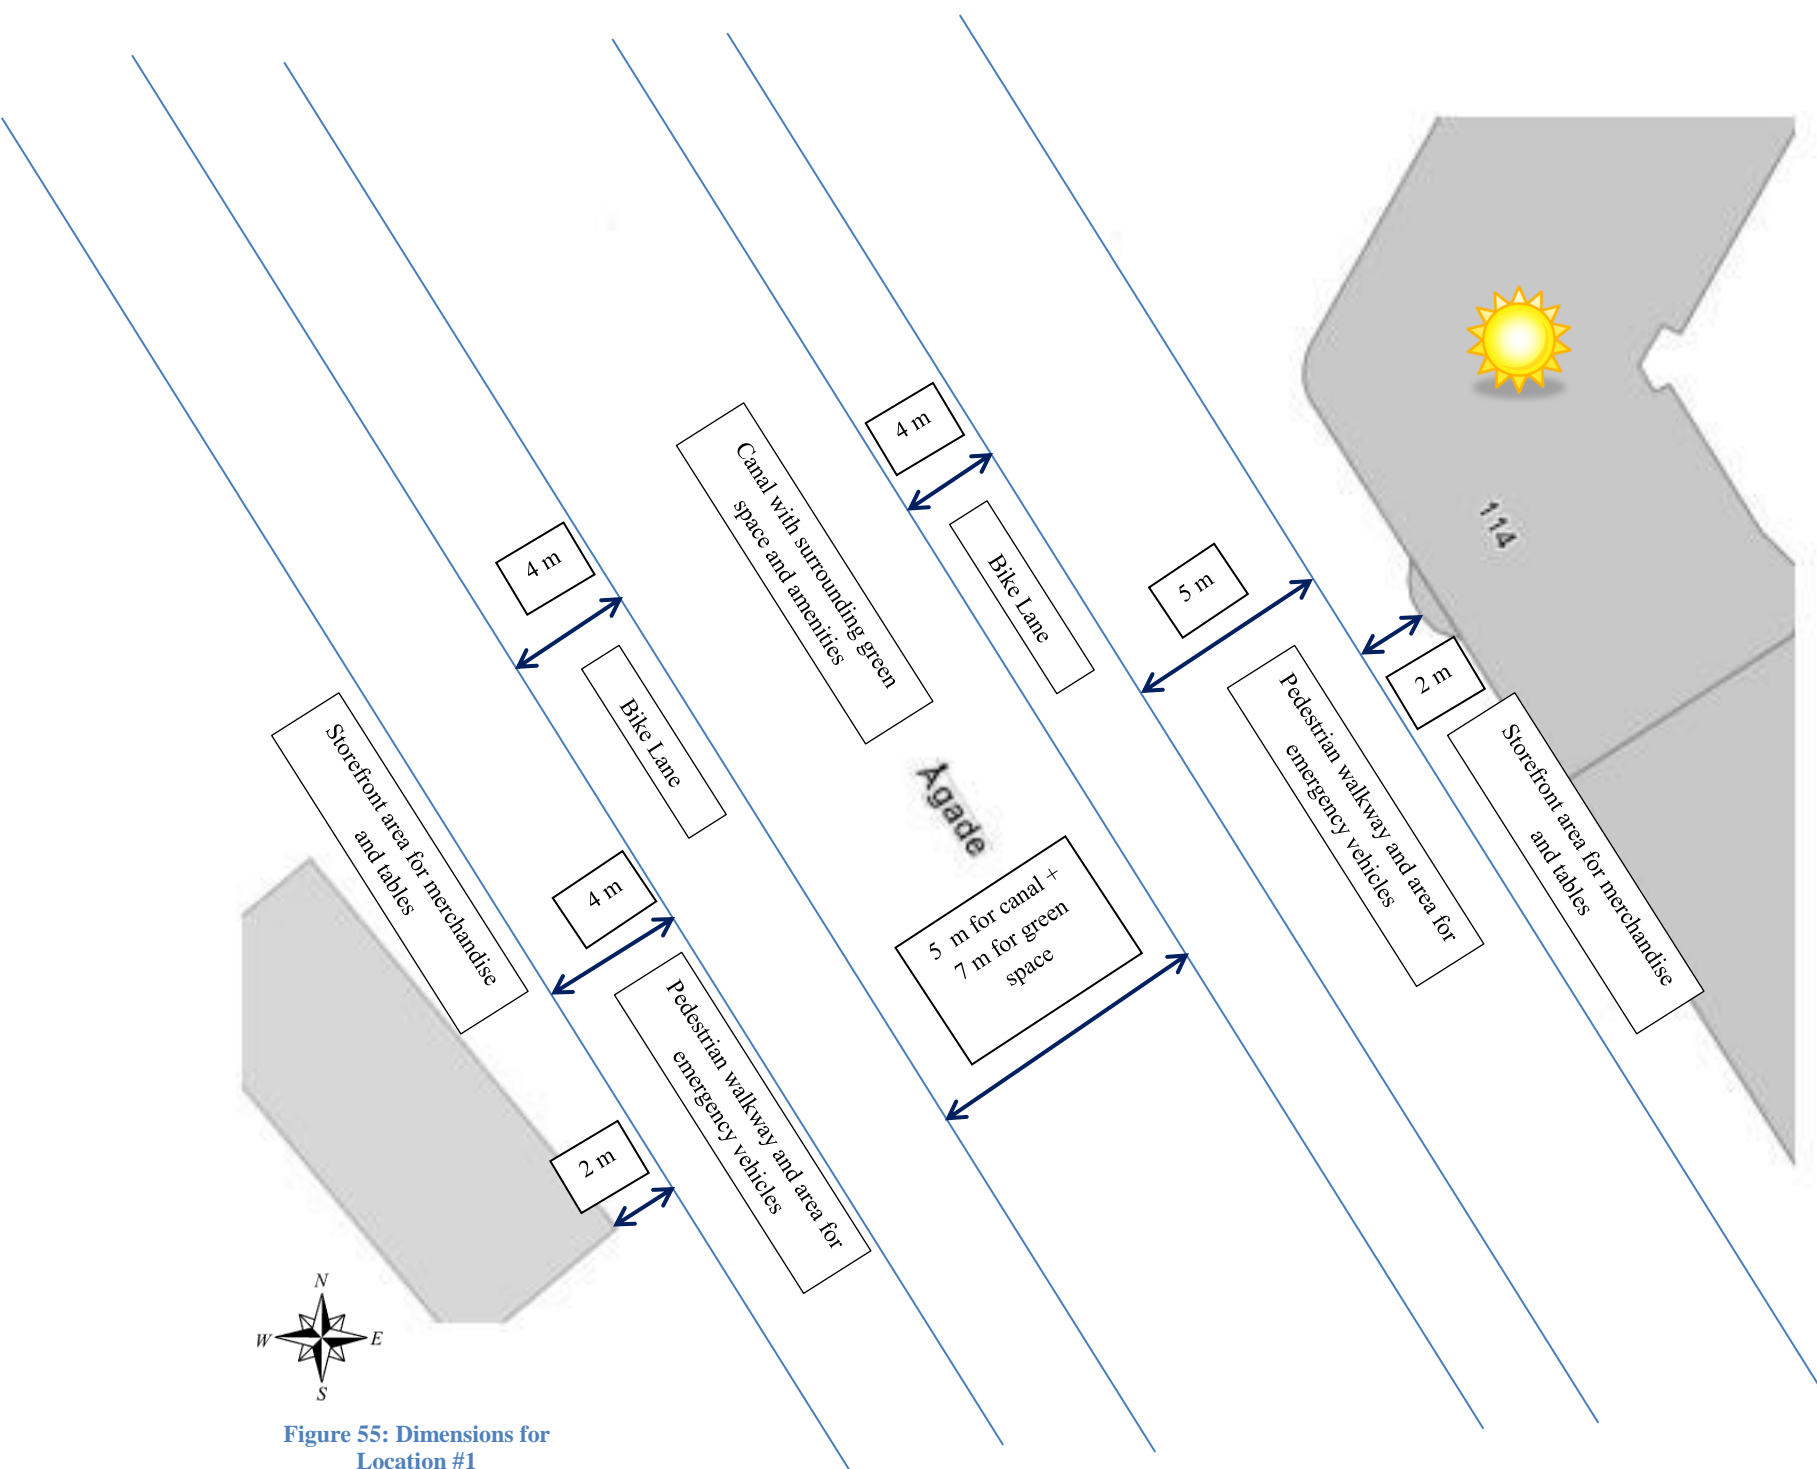 4 m
Canal with surrounding green
space and amenities
4 m
Bike Lane
5 m
114
2 m
Bike Lane
Storefront area for merchandise
and tables
Pedestrian walkway and area for
emergency vehicles
Storefront area for merchandise
and tables
Ågade
4 m
5 m for canal +
7 m for green
space
Pedestrian walkway and area for
emergency vehicles
2 m
N
W
E
S
Figure 55: Dimensions for
Location #1